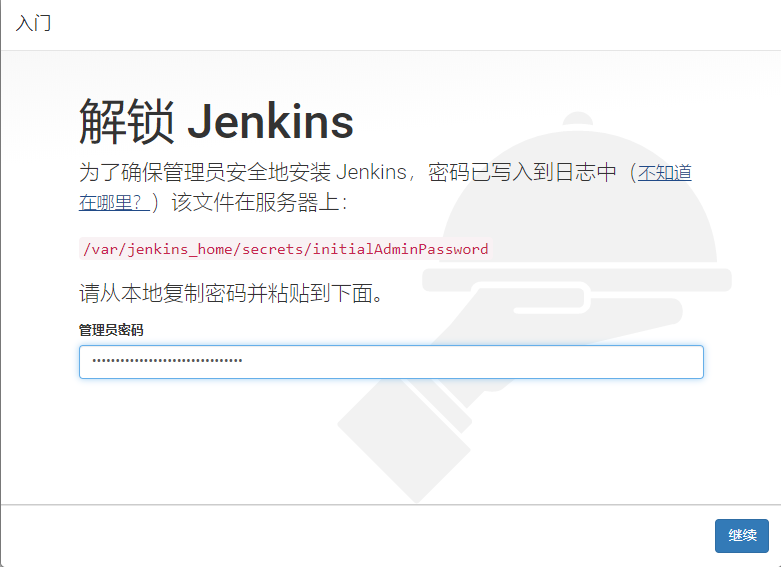 入门
解锁 Jenkins
为了确保管理员安全地安装 Jenkins，密码已写入到日志中（不知道
在哪里？）该文件在服务器上：
/var/jenkins_home/secrets/initialAdminPassword
请从本地复制密码并粘贴到下面。
管理员密码
••••••••••••••••••••••••••••••••
继续